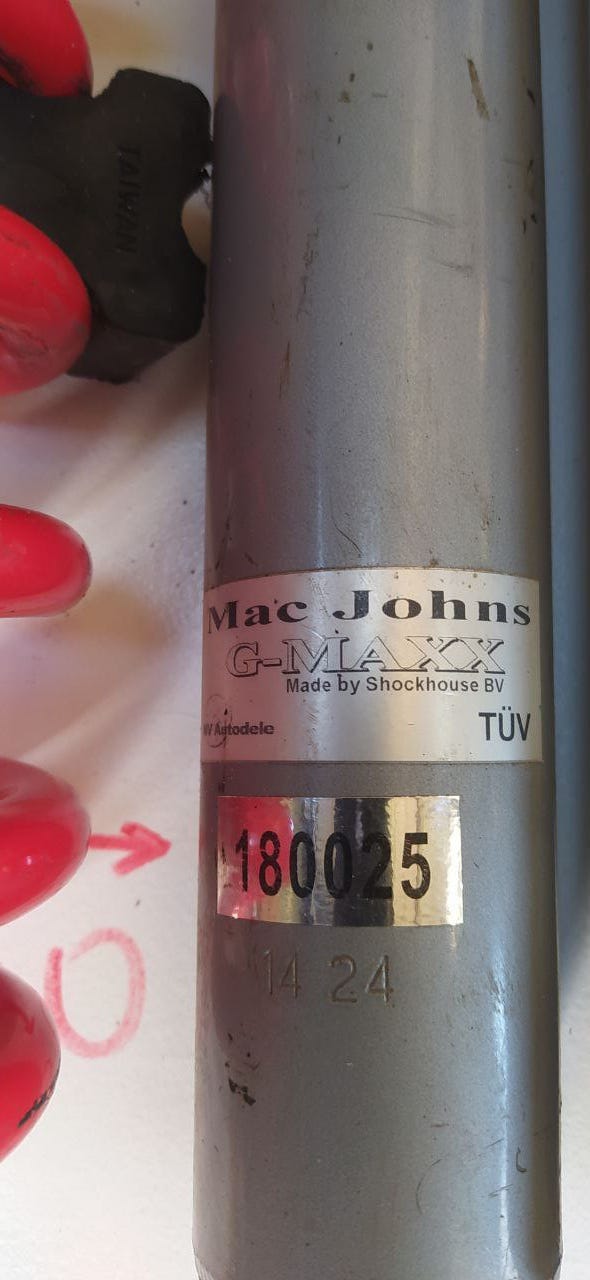 TAIWAN
Mac Johns
G-MAXX
Made by Shockhouse BV
Autodele
TÜV
180025
14 24
O